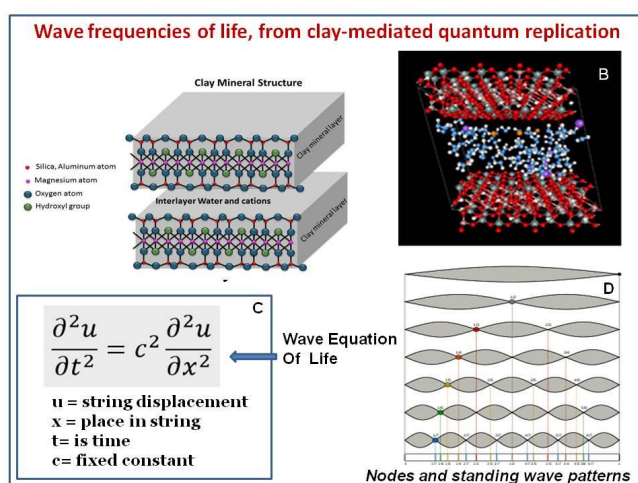 Wave frequencies of life, from clay-mediated quantum replication
Clay Mineral Structure
Clay mineral layer
Silica, Aluminum atom
Magnesium atom
Oxygen atom
Hydroxyl group
Interlayer Water and cations
Clay mineral layer
B
C
∂²u/∂t² = c² ∂²u/∂x²
u = string displacement
x = place in string
t= is time
c= fixed constant
Wave Equation
Of Life
D
Nodes and standing wave patterns